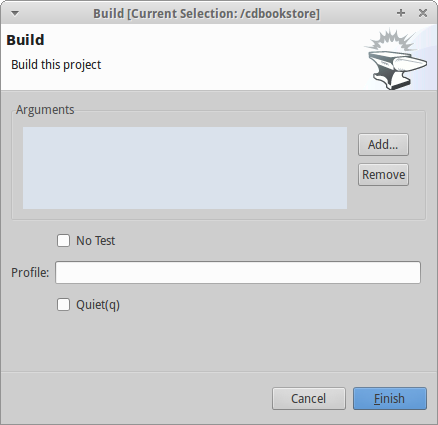 Build [Current Selection: /cdbookstore]
Build
Build this project
Arguments
Add...
Remove
No Test
Profile:
Quiet(q)
Cancel
Finish